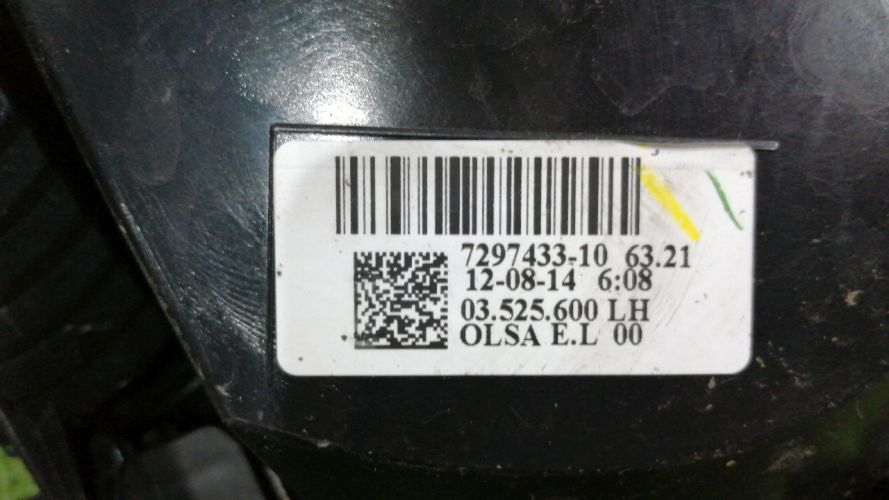 7297433-10 63.21
12-08-14 6:08
03.525.600 LH
OLSA E.L 00